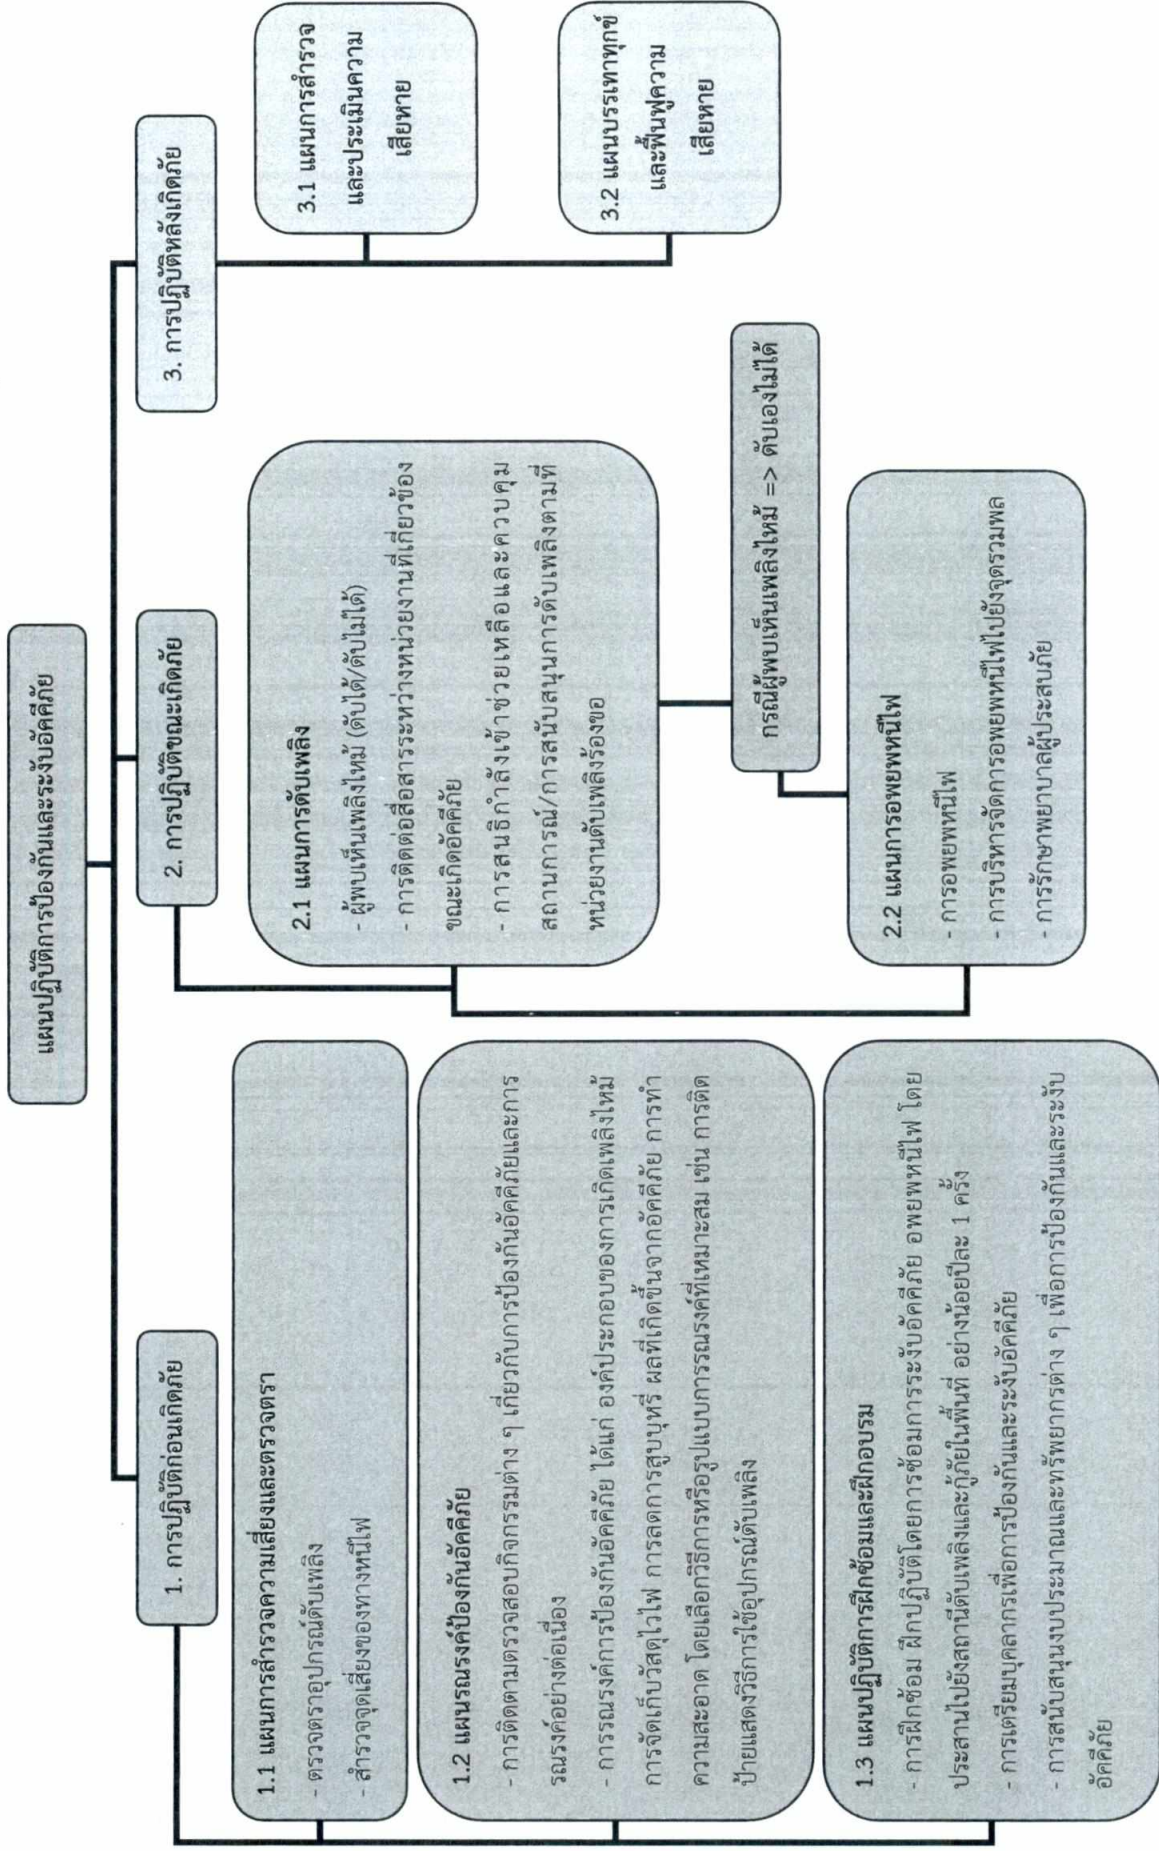 แผนปฏิบัติการป้องกันและระงับอัคคีภัย
1. การปฏิบัติก่อนเกิดภัย
1.1 แผนการสำรวจความเสี่ยงและตรวจตรา
- ตรวจตราอุปกรณ์ดับเพลิง
- สำรวจจุดเสี่ยงของทางหนีไฟ
1.2 แผนรณรงค์ป้องกันอัคคีภัย
- การติดตามตรวจสอบกิจกรรมต่าง ๆ เกี่ยวกับการป้องกันอัคคีภัยและการ
รณรงค์อย่างต่อเนื่อง
- การรณรงค์การป้องกันอัคคีภัย ได้แก่ องค์ประกอบของการเกิดเพลิงไหม้
การจัดเก็บวัสดุไวไฟ การลดการสูบบุหรี่ ผลที่เกิดขึ้นจากอัคคีภัย การทำ
ความสะอาด โดยเลือกวิธีการหรือรูปแบบการรณรงค์ที่เหมาะสม เช่น การติด
ป้ายแสดงวิธีการใช้อุปกรณ์ดับเพลิง
1.3 แผนปฏิบัติการฝึกซ้อมและฝึกอบรม
- การฝึกซ้อม ฝึกปฏิบัติโดยการซ้อมการระงับอัคคีภัย อพยพหนีไฟ โดย
ประสานไปยังสถานีดับเพลิงและกู้ภัยในพื้นที่ อย่างน้อยปีละ 1 ครั้ง
- การเตรียมบุคลากรเพื่อการป้องกันและระงับอัคคีภัย
- การสนับสนุนงบประมาณและทรัพยากรต่าง ๆ เพื่อการป้องกันและระงับ
อัคคีภัย
2. การปฏิบัติขณะเกิดภัย
2.1 แผนการดับเพลิง
- ผู้พบเห็นเพลิงไหม้ (ดับได้/ดับไม่ได้)
- การติดต่อสื่อสารระหว่างหน่วยงานที่เกี่ยวข้อง
ขณะเกิดอัคคีภัย
- การสนธิกำลังเข้าช่วยเหลือและควบคุม
สถานการณ์/การสนับสนุนการดับเพลิงตามที่
หน่วยงานดับเพลิงร้องขอ
กรณีผู้พบเห็นเพลิงไหม้ => ดับเองไม่ได้
2.2 แผนการอพยพหนีไฟ
- การอพยพหนีไฟ
- การบริหารจัดการอพยพหนีไฟไปยังจุดรวมพล
- การรักษาพยาบาลผู้ประสบภัย
3. การปฏิบัติหลังเกิดภัย
3.1 แผนการสำรวจ
และประเมินความ
เสียหาย
3.2 แผนบรรเทาทุกข์
และฟื้นฟูความ
เสียหาย